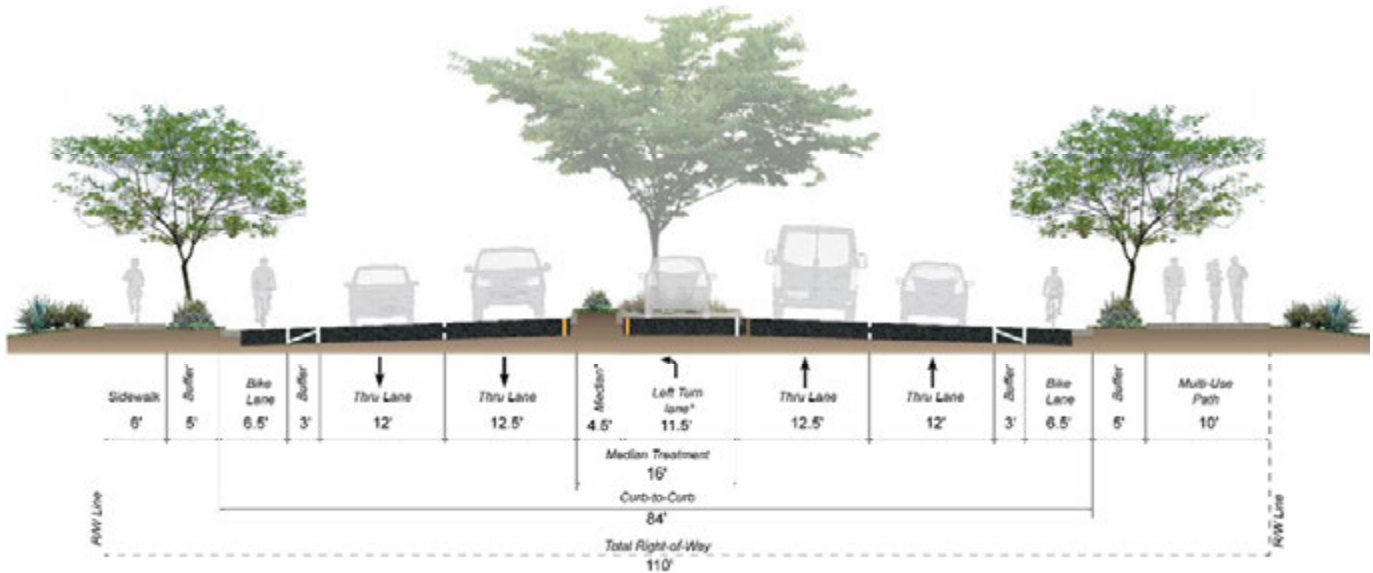 Sidewalk
6'
Buffer
5'
Bike
Lane
6.5'
Buffer
3'
Thru Lane
12'
Thru Lane
12.5'
Median*
4.5'
Left Turn
lane*
11.5'
Thru Lane
12.5'
Thru Lane
12'
Buffer
3'
Bike
Lane
6.5'
Buffer
5'
Multi-Use
Path
10'
Median Treatment
16'
Curb-to-Curb
84'
Total Right-of-Way
110'
R/W Line
R/W Line